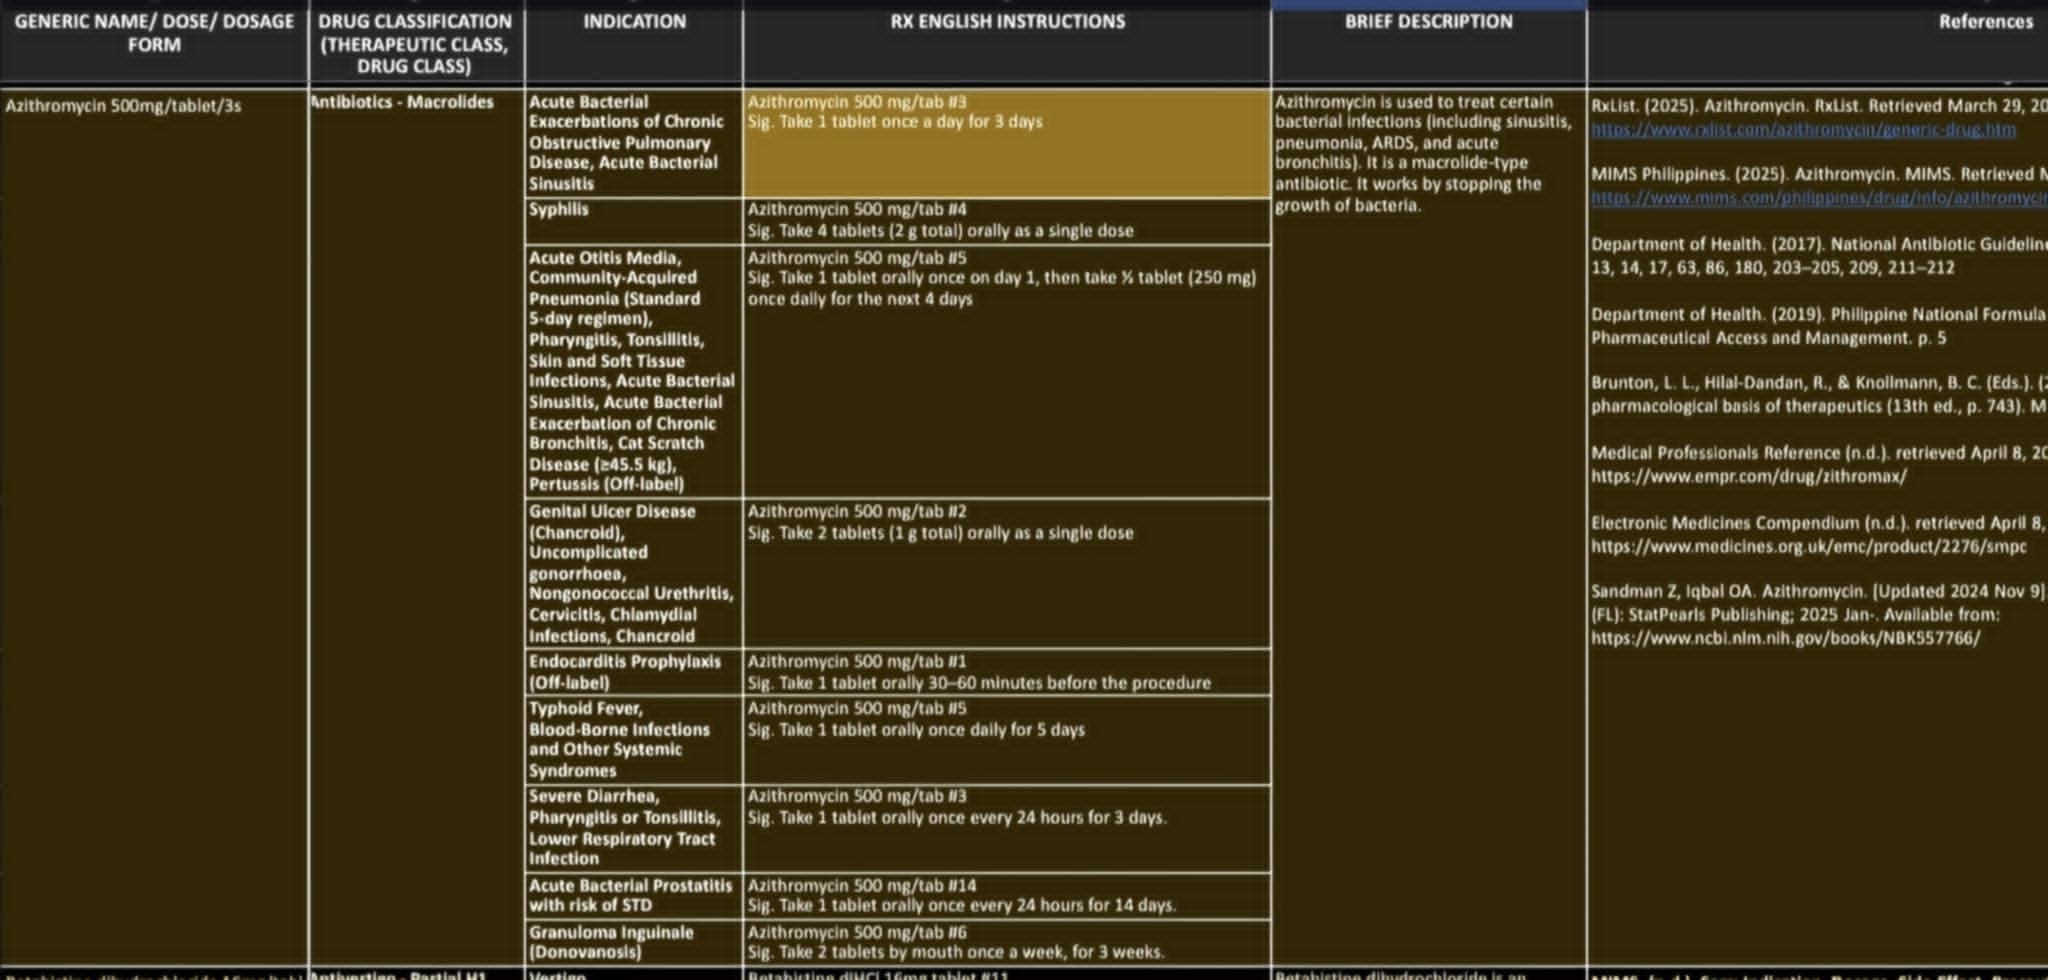 GENERIC NAME/ DOSE/ DOSAGE
FORM
DRUG CLASSIFICATION
(THERAPEUTIC CLASS,
DRUG CLASS)
INDICATION
RX ENGLISH INSTRUCTIONS
BRIEF DESCRIPTION
References
Azithromycin 500mg/tablet/3s
Antibiotics - Macrolides
Acute Bacterial
Exacerbations of Chronic
Obstructive Pulmonary
Disease, Acute Bacterial
Sinusitis
Azithromycin 500 mg/tab #3
Sig. Take 1 tablet once a day for 3 days
Syphilis
Azithromycin 500 mg/tab #4
Sig. Take 4 tablets (2 g total) orally as a single dose
Acute Otitis Media,
Community-Acquired
Pneumonia (Standard
5-day regimen),
Pharyngitis, Tonsillitis,
Skin and Soft Tissue
Infections, Acute Bacterial
Sinusitis, Acute Bacterial
Exacerbation of Chronic
Bronchitis, Cat Scratch
Disease (≥45.5 kg),
Pertussis (Off-label)
Azithromycin 500 mg/tab #5
Sig. Take 1 tablet orally once on day 1, then take ½ tablet (250 mg)
once daily for the next 4 days
Genital Ulcer Disease
(Chancroid),
Uncomplicated
gonorrhoea,
Nongonococcal Urethritis,
Cervicitis, Chlamydial
Infections, Chancroid
Azithromycin 500 mg/tab #2
Sig. Take 2 tablets (1 g total) orally as a single dose
Endocarditis Prophylaxis
(Off-label)
Azithromycin 500 mg/tab #1
Sig. Take 1 tablet orally 30–60 minutes before the procedure
Typhoid Fever,
Blood-Borne Infections
and Other Systemic
Syndromes
Azithromycin 500 mg/tab #5
Sig. Take 1 tablet orally once daily for 5 days
Severe Diarrhea,
Pharyngitis or Tonsillitis,
Lower Respiratory Tract
Infection
Azithromycin 500 mg/tab #3
Sig. Take 1 tablet orally once every 24 hours for 3 days.
Acute Bacterial Prostatitis
with risk of STD
Azithromycin 500 mg/tab #14
Sig. Take 1 tablet orally once every 24 hours for 14 days.
Granuloma Inguinale
(Donovanosis)
Azithromycin 500 mg/tab #6
Sig. Take 2 tablets by mouth once a week, for 3 weeks.
Azithromycin is used to treat certain
bacterial infections (including sinusitis,
pneumonia, ARDS, and acute
bronchitis). It is a macrolide-type
antibiotic. It works by stopping the
growth of bacteria.
RxList. (2025). Azithromycin. RxList. Retrieved March 29, 20
https://www.rxlist.com/azithromycin/generic-drug.htm
MIMS Philippines. (2025). Azithromycin. MIMS. Retrieved M
https://www.mims.com/philippines/drug/info/azithromycin
Department of Health. (2017). National Antibiotic Guideline
13, 14, 17, 63, 86, 180, 203–205, 209, 211–212
Department of Health. (2019). Philippine National Formula
Pharmaceutical Access and Management. p. 5
Brunton, L. L., Hilal-Dandan, R., & Knollmann, B. C. (Eds.). (2
pharmacological basis of therapeutics (13th ed., p. 743). M
Medical Professionals Reference (n.d.). retrieved April 8, 20
https://www.empr.com/drug/zithromax/
Electronic Medicines Compendium (n.d.). retrieved April 8,
https://www.medicines.org.uk/emc/product/2276/smpc
Sandman Z, Iqbal OA. Azithromycin. [Updated 2024 Nov 9].
(FL): StatPearls Publishing; 2025 Jan-. Available from:
https://www.ncbi.nlm.nih.gov/books/NBK557766/
Antivertigo - Partial H1
Vertigo
Betahistine diHCl 16mg tablet #11
Betahistine dihydrochloride is an